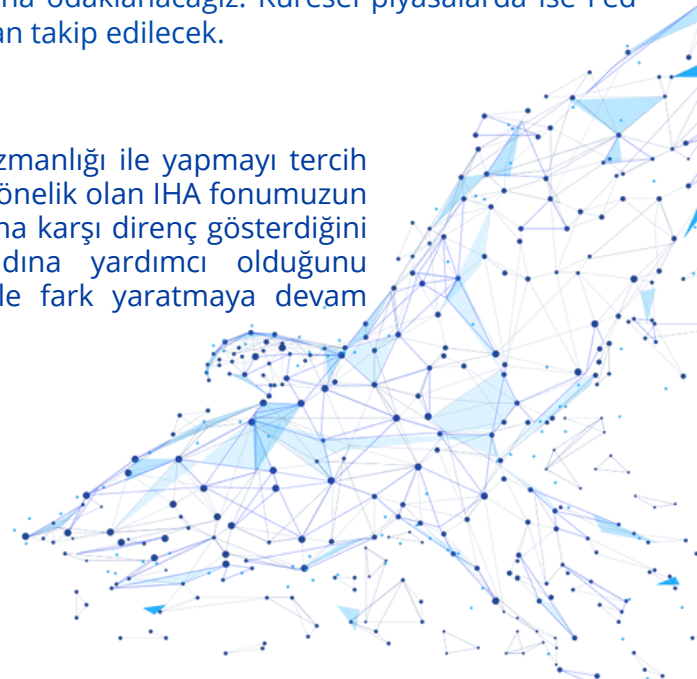 na odaklanacağız. Küresel piyasalarda ise Fed
an takip edilecek.
zmanlığı ile yapmayı tercih
önelik olan IHA fonumuzun
na karşı direnç gösterdiğini
dına yardımcı olduğunu
le fark yaratmaya devam